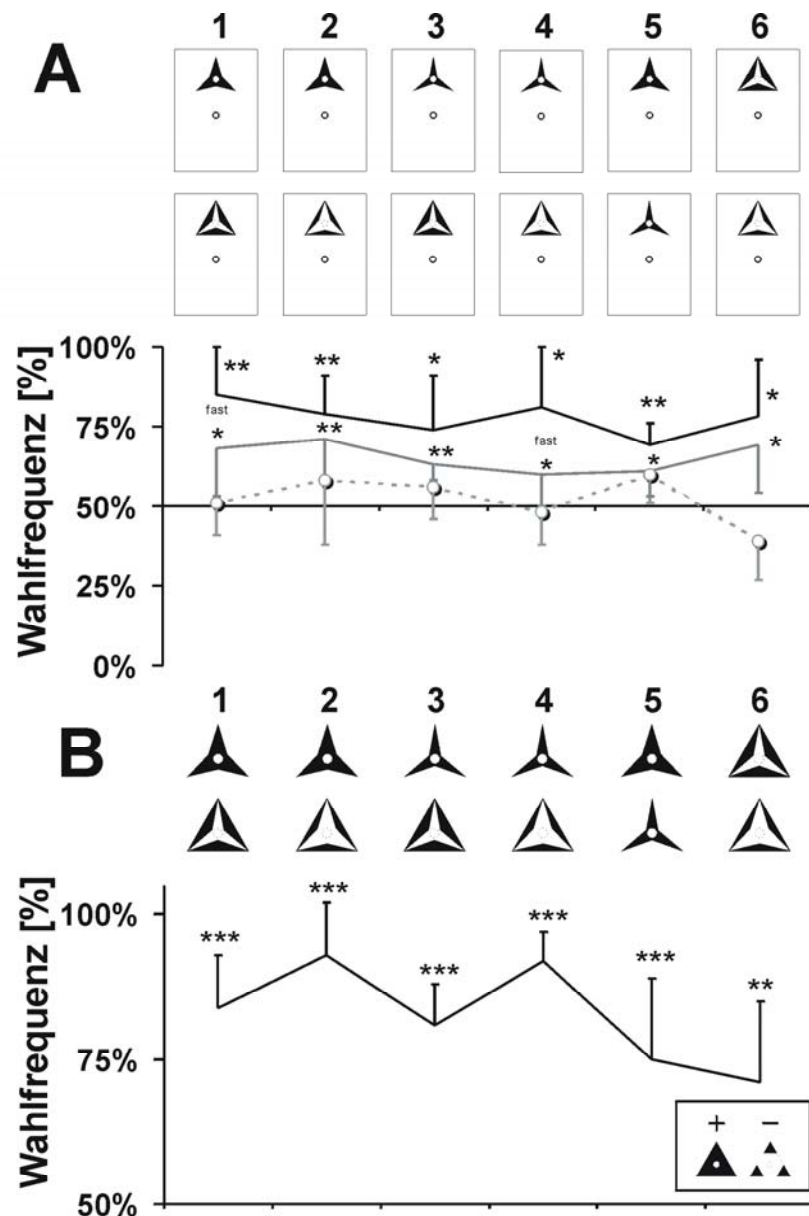 1 2 3 4 5 6
A
Wahlfrequenz [%]
100%
** ** * * ** *
75%
fast
* ** ** fast * * *
50%
25%
0%
1 2 3 4 5 6
B
Wahlfrequenz [%]
100%
*** *** *** *** *** **
75%
+ −
50%